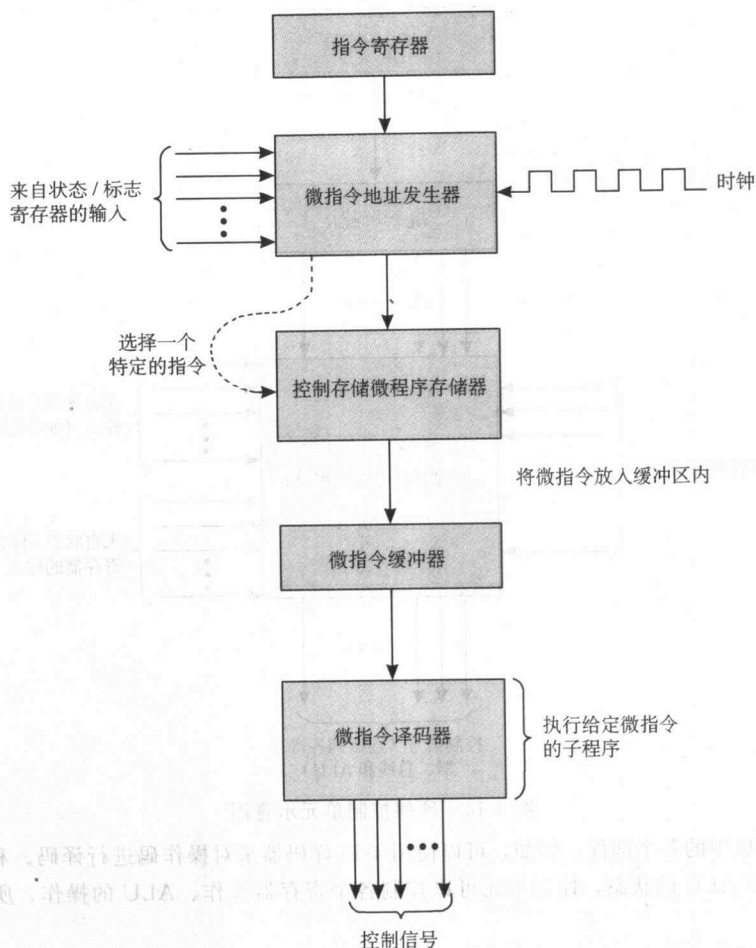 指令寄存器
来自状态/标志
寄存器的输入
微指令地址发生器
时钟
选择一个
特定的指令
控制存储微程序存储器
将微指令放入缓冲区内
微指令缓冲器
微指令译码器
执行给定微指令
的子程序
控制信号